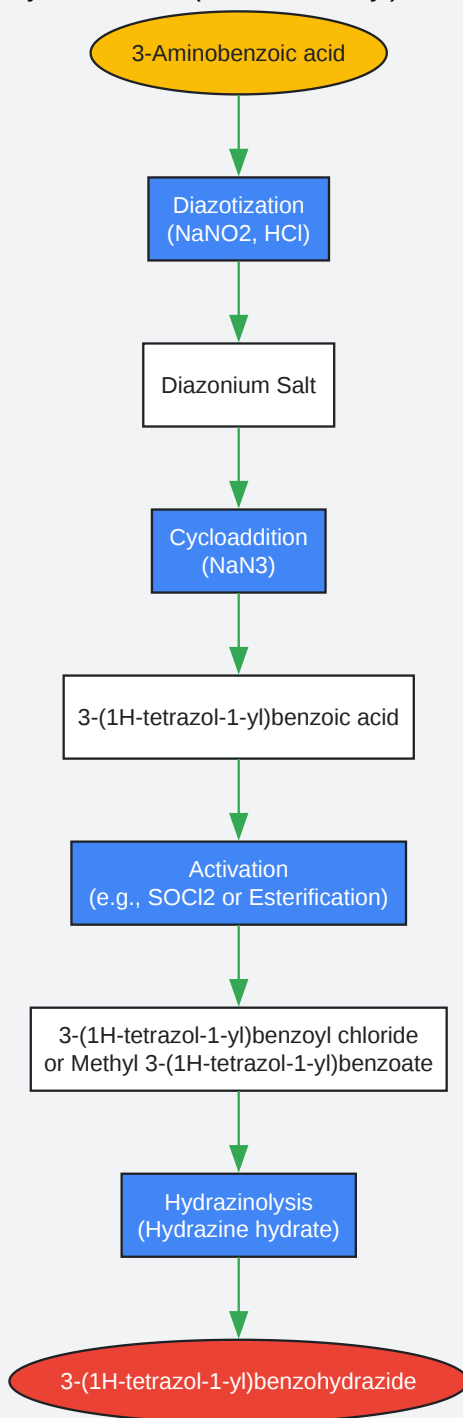 3-Aminobenzoic acid
Diazotization
(NaNO2, HCl)
Diazonium Salt
Cycloaddition
(NaN3)
3-(1H-tetrazol-1-yl)benzoic acid
Activation
(e.g., SOCl2 or Esterification)
3-(1H-tetrazol-1-yl)benzoyl chloride
or Methyl 3-(1H-tetrazol-1-yl)benzoate
Hydrazinolysis
(Hydrazine hydrate)
3-(1H-tetrazol-1-yl)benzohydrazide